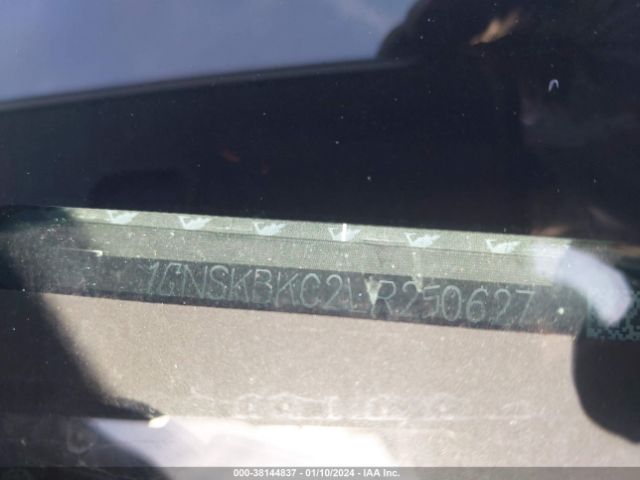 1GNSKBKC2LR250627
000-38144837 - 01/10/2024 - IAA Inc.